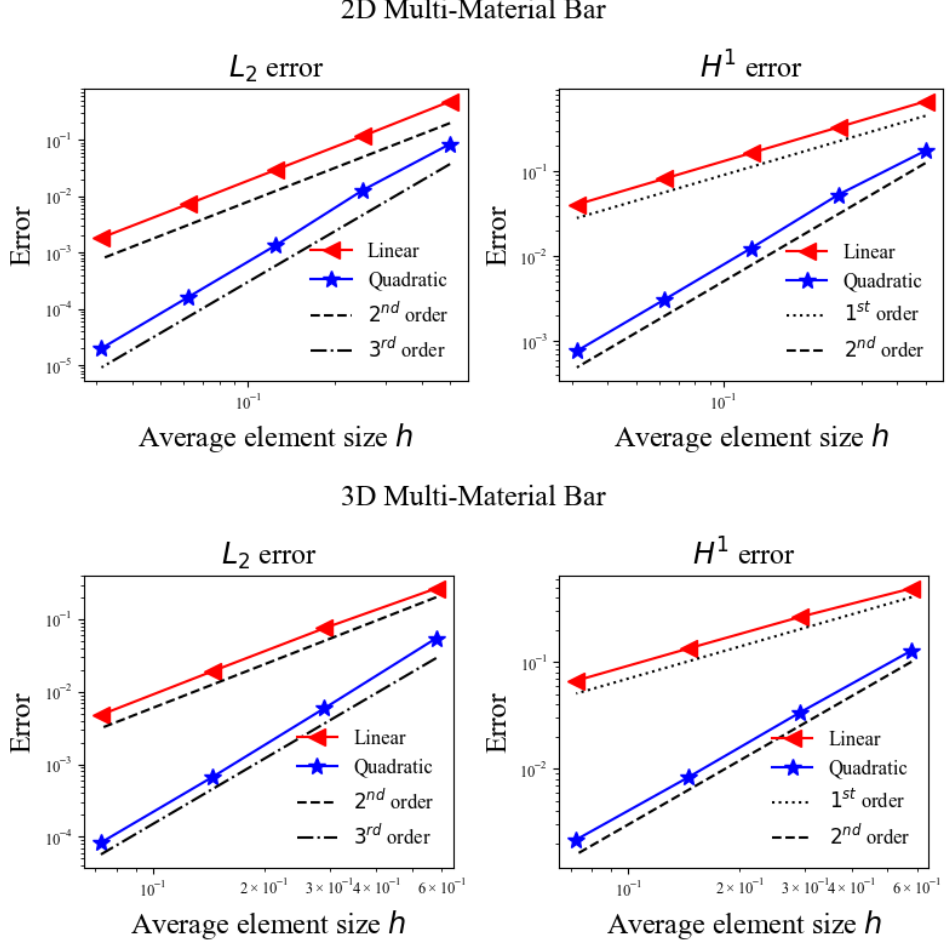 2D Multi-Material Bar
L₂ error
H¹ error
Error
10⁻¹
10⁻²
10⁻³
10⁻⁴
10⁻⁵
Linear
Quadratic
2ⁿᵈ order
3ʳᵈ order
10⁻¹
Average element size h
Error
10⁻¹
10⁻²
10⁻³
Linear
Quadratic
1ˢᵗ order
2ⁿᵈ order
10⁻¹
Average element size h
3D Multi-Material Bar
L₂ error
H¹ error
Error
10⁻¹
10⁻²
10⁻³
10⁻⁴
Linear
Quadratic
2ⁿᵈ order
3ʳᵈ order
10⁻¹ 2 × 10⁻¹ 3 × 10⁻¹ 4 × 10⁻¹ 6 × 10⁻¹
Average element size h
Error
10⁻¹
10⁻²
Linear
Quadratic
1ˢᵗ order
2ⁿᵈ order
10⁻¹ 2 × 10⁻¹ 3 × 10⁻¹ 4 × 10⁻¹ 6 × 10⁻¹
Average element size h